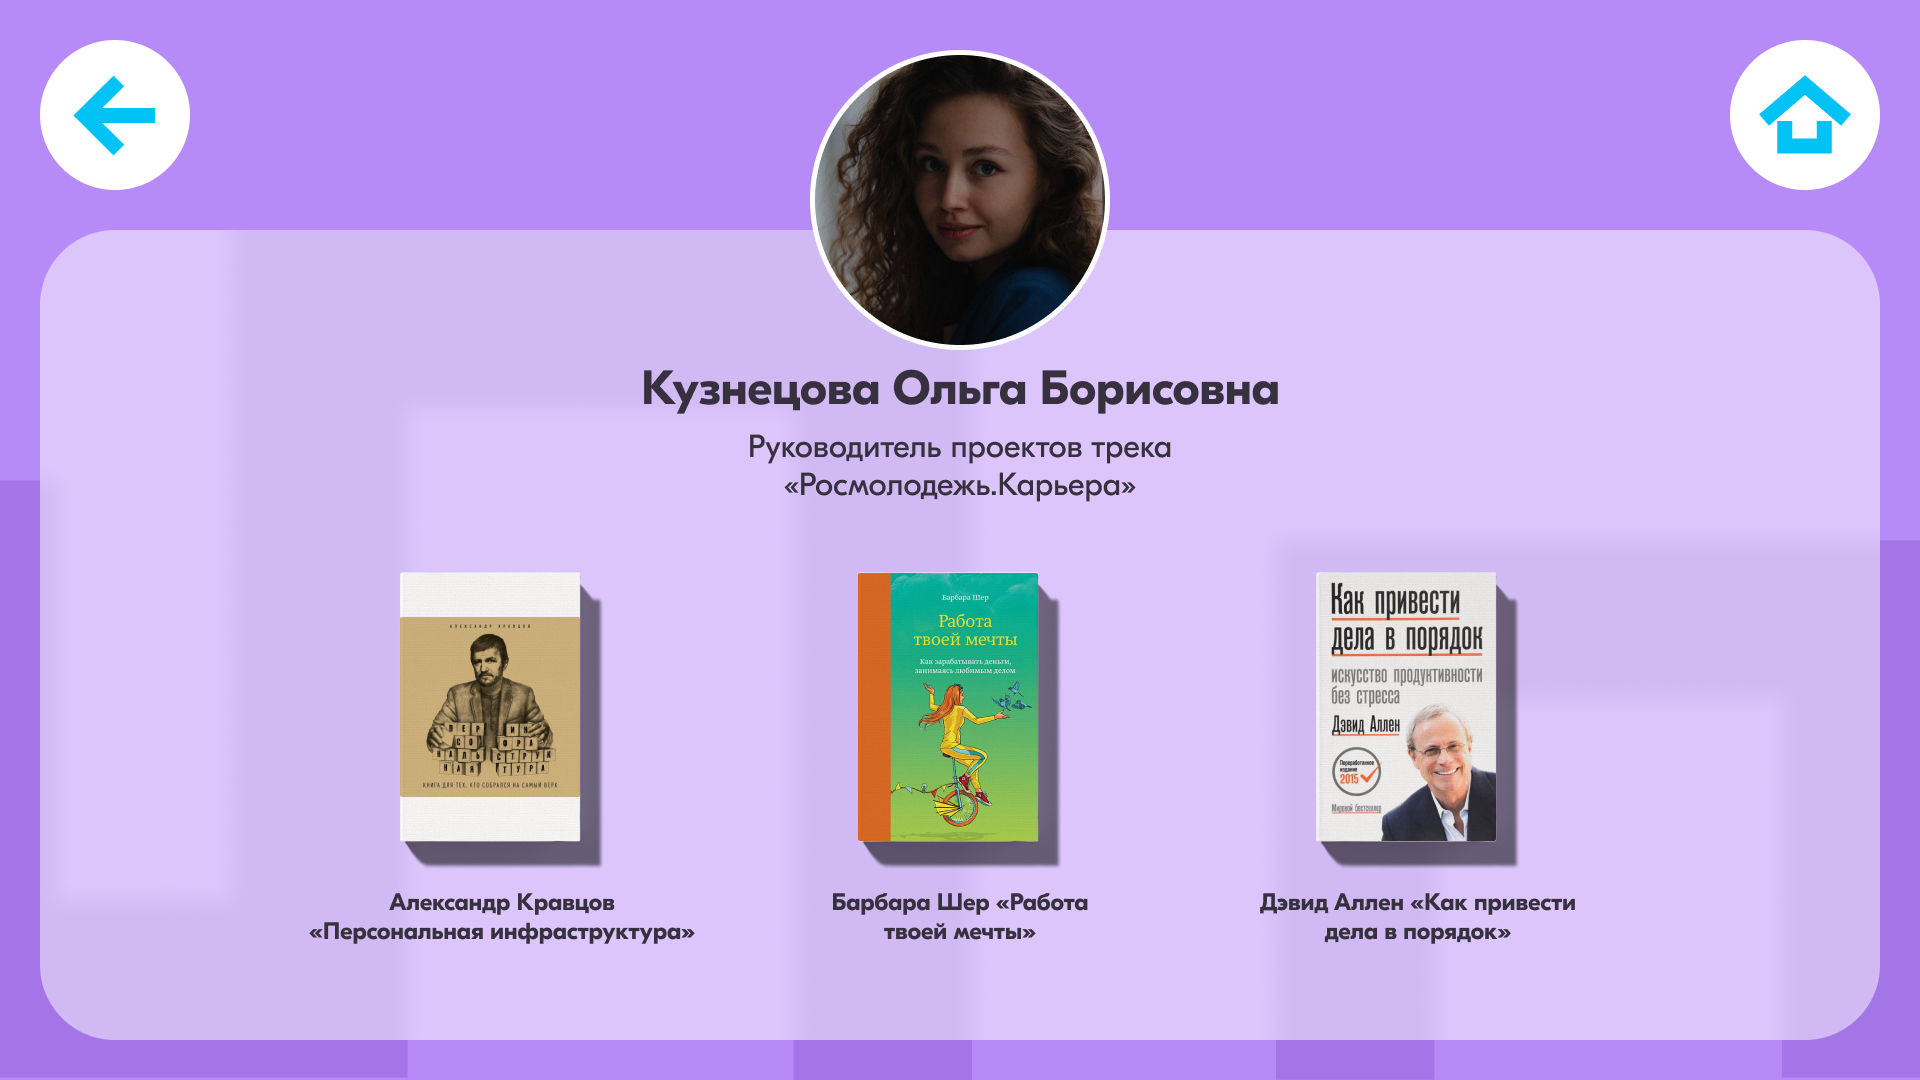 Кузнецова Ольга Борисовна
Руководитель проектов трека
«Росмолодежь.Карьера»
АЛЕКСАНДР КРАВЦОВ
ПЕР ИН
СО ФРА
НАЛЬ СТРУК
НАЯ ТУРА
КНИГА ДЛЯ ТЕХ, КТО СОБРАЛСЯ НА САМЫЙ ВЕРХ
Александр Кравцов
«Персональная инфраструктура»
Барбара Шер
Работа
твоей мечты
Как зарабатывать деньги,
занимаясь любимым делом
Барбара Шер «Работа
твоей мечты»
Как привести
дела в порядок
искусство продуктивности
без стресса
Дэвид Аллен
Переработанное
издание
2015
Мировой бестселлер
Дэвид Аллен «Как привести
дела в порядок»